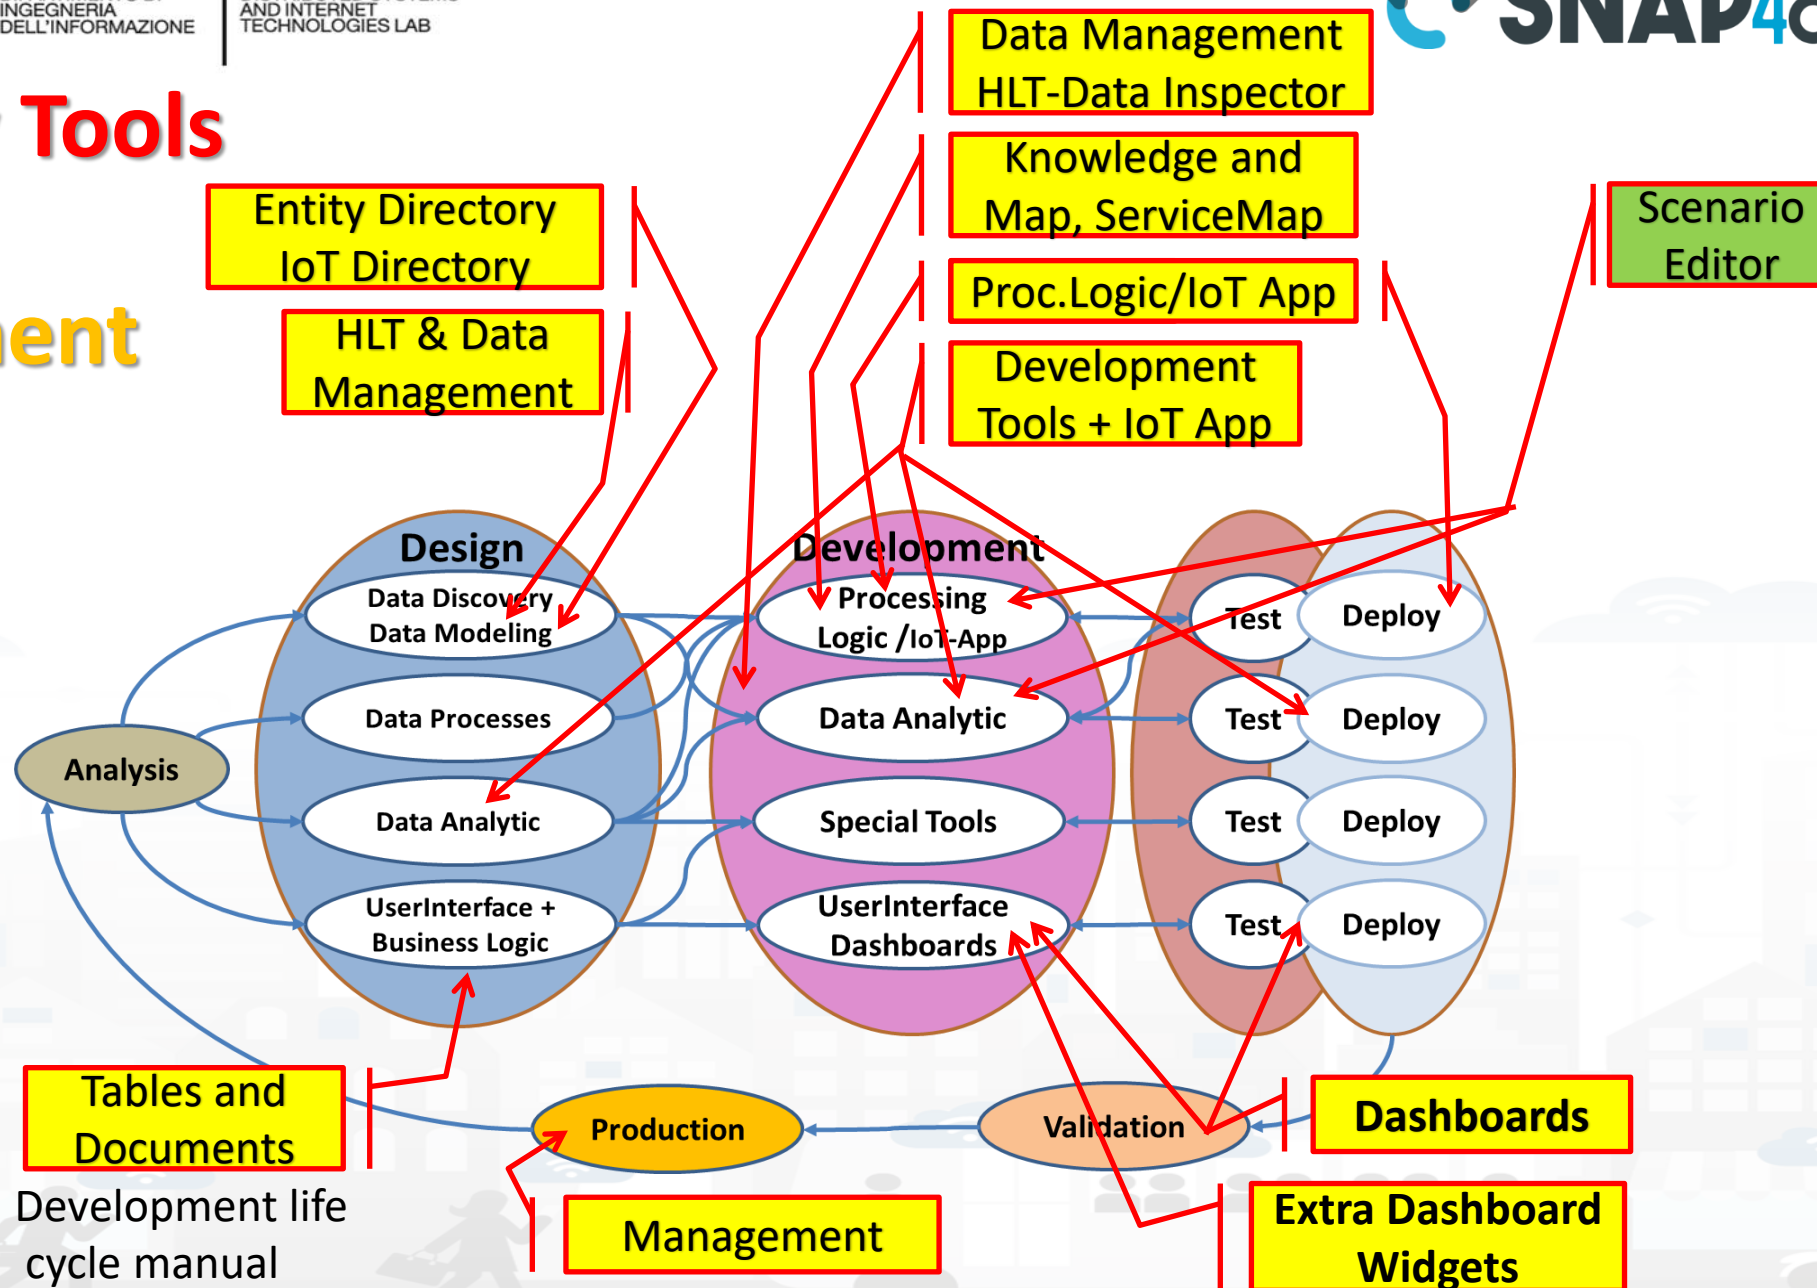 INGEGNERIA
DELL'INFORMAZIONE
AND INTERNET
TECHNOLOGIES LAB
SNAP4
Tools
Data Management
HLT-Data Inspector
Knowledge and
Map, ServiceMap
Entity Directory
IoT Directory
Scenario
Editor
Proc.Logic/IoT App
HLT & Data
Management
Development
Tools + IoT App
Design
Development
Data Discovery
Data Modeling
Processing
Logic /IoT-App
Test
Deploy
Data Processes
Data Analytic
Test
Deploy
Analysis
Data Analytic
Special Tools
Test
Deploy
UserInterface +
Business Logic
UserInterface
Dashboards
Test
Deploy
Tables and
Documents
Production
Validation
Dashboards
Development life
cycle manual
Management
Extra Dashboard
Widgets